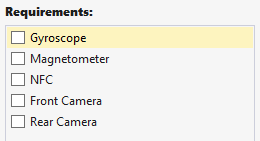 Requirements:
Gyroscope
Magnetometer
NFC
Front Camera
Rear Camera